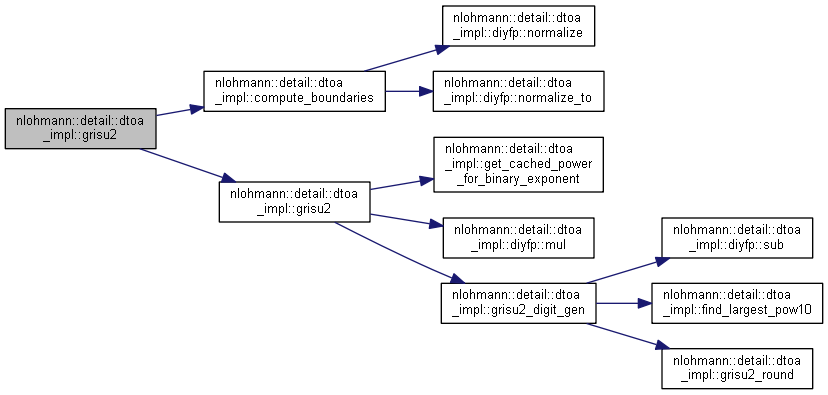 nlohmann::detail::dtoa
_impl::diyfp::normalize
nlohmann::detail::dtoa
_impl::compute_boundaries
nlohmann::detail::dtoa
_impl::diyfp::normalize_to
nlohmann::detail::dtoa
_impl::grisu2
nlohmann::detail::dtoa
_impl::get_cached_power
_for_binary_exponent
nlohmann::detail::dtoa
_impl::grisu2
nlohmann::detail::dtoa
_impl::diyfp::mul
nlohmann::detail::dtoa
_impl::diyfp::sub
nlohmann::detail::dtoa
_impl::grisu2_digit_gen
nlohmann::detail::dtoa
_impl::find_largest_pow10
nlohmann::detail::dtoa
_impl::grisu2_round